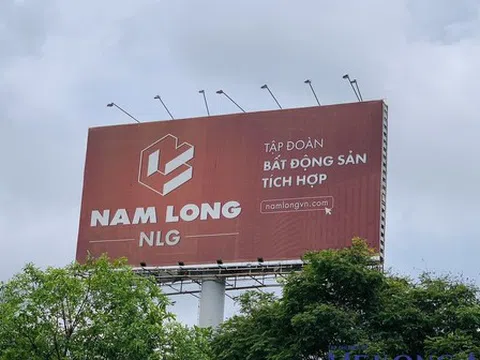 NAM LONG
NLG
TẬP ĐOÀN
BẤT ĐỘNG SẢN
TÍCH HỢP
namlongvn.com